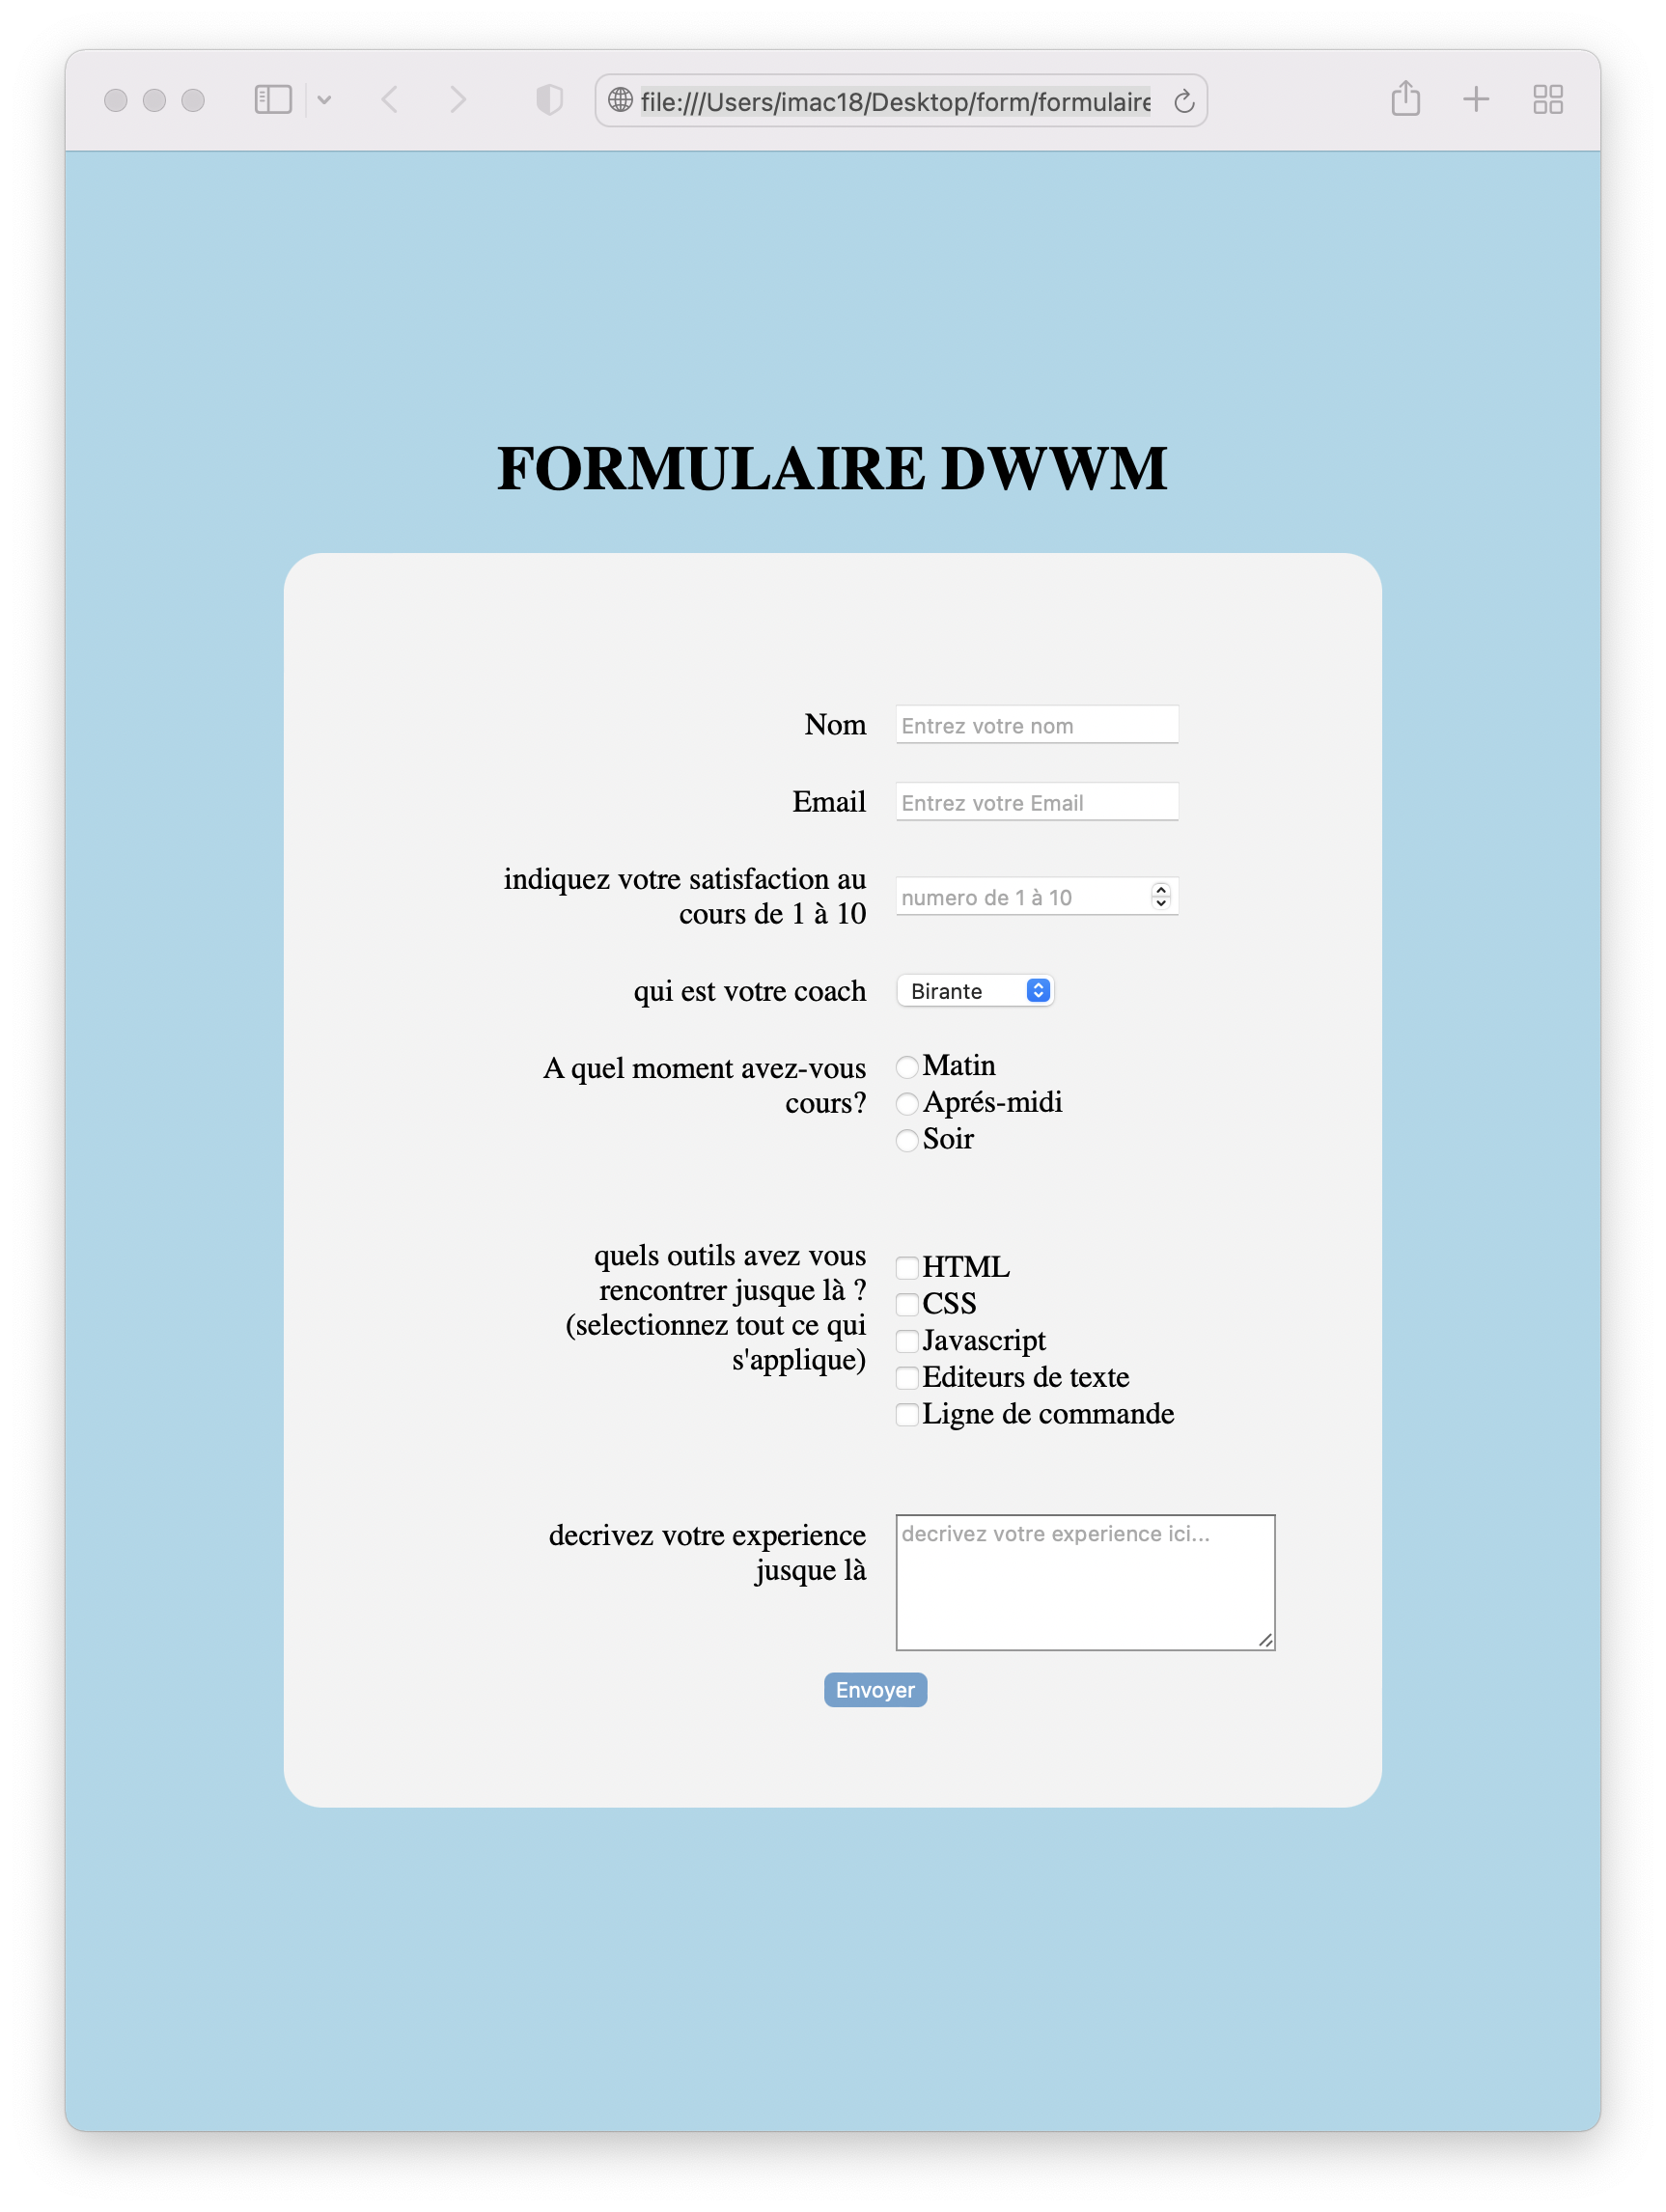 file:///Users/imac18/Desktop/form/formulaire
FORMULAIRE DWWM
Nom
Entrez votre nom
Email
Entrez votre Email
indiquez votre satisfaction au
cours de 1 à 10
numero de 1 à 10
qui est votre coach
Birante
A quel moment avez-vous
cours?
Matin
Aprés-midi
Soir
quels outils avez vous
rencontrer jusque là ?
(selectionnez tout ce qui
s'applique)
HTML
CSS
Javascript
Editeurs de texte
Ligne de commande
decrivez votre experience
jusque là
decrivez votre experience ici...
Envoyer